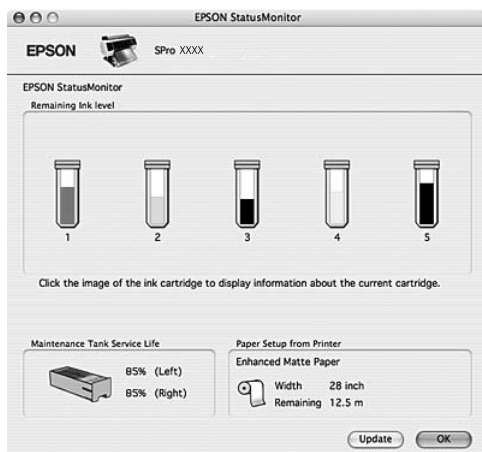 EPSON StatusMonitor
EPSON
SPro XXXX
EPSON StatusMonitor
Remaining Ink level
1 2 3 4 5
Click the image of the ink cartridge to display information about the current cartridge.
Maintenance Tank Service Life
85% (Left)
85% (Right)
Paper Setup from Printer
Enhanced Matte Paper
Width 28 inch
Remaining 12.5 m
Update OK